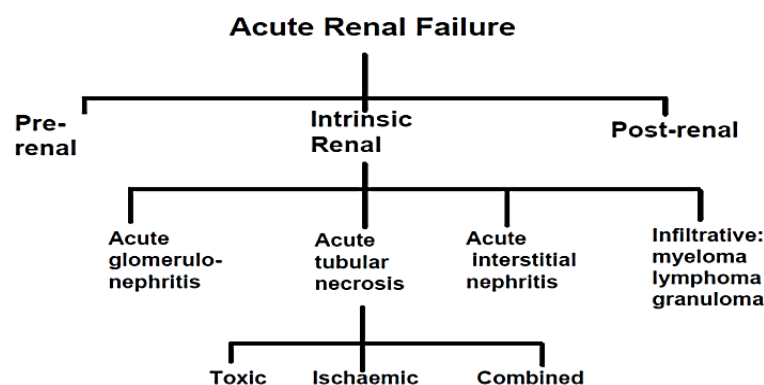 Acute Renal Failure
Pre-
renal
Intrinsic
Renal
Post-renal
Acute
glomerulo-
nephritis
Acute
tubular
necrosis
Acute
interstitial
nephritis
Infiltrative:
myeloma
lymphoma
granuloma
Toxic
Ischaemic
Combined